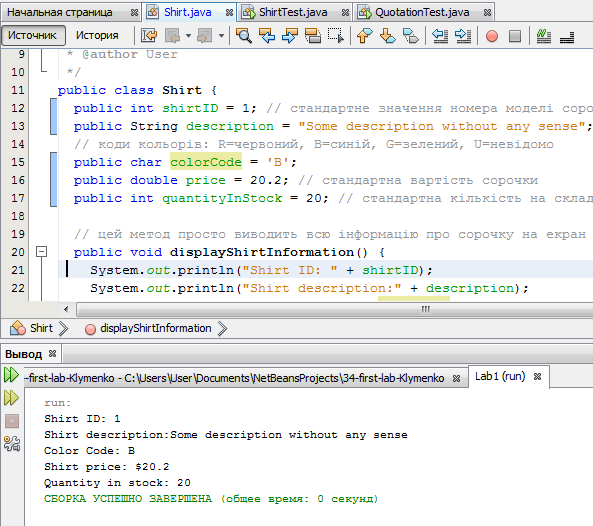 Начальная страница Shirt.java ShirtTest.java QuotationTest.java
Источник История
9 * @author User
10 */
11 public class Shirt {
12 public int shirtID = 1; // стандартне значення номера моделі соро
13 public String description = "Some description without any sense";
14 // коди кольорів: R=червоний, B=синій, G=зелений, U=невідомо
15 public char colorCode = 'B';
16 public double price = 20.2; // стандартна вартість сорочки
17 public int quantityInStock = 20; // стандартна кількість на склад
18
19 // цей метод просто виводить всю інформацію про сорочку на екран
20 public void displayShirtInformation() {
21 System.out.println("Shirt ID: " + shirtID);
22 System.out.println("Shirt description:" + description);
Shirt displayShirtInformation
Вывод
-first-lab-Klymenko - C:\Users\User\Documents\NetBeansProjects\34-first-lab-Klymenko Lab1 (run)
run:
Shirt ID: 1
Shirt description:Some description without any sense
Color Code: B
Shirt price: $20.2
Quantity in stock: 20
СБОРКА УСПЕШНО ЗАВЕРШЕНА (общее время: 0 секунд)